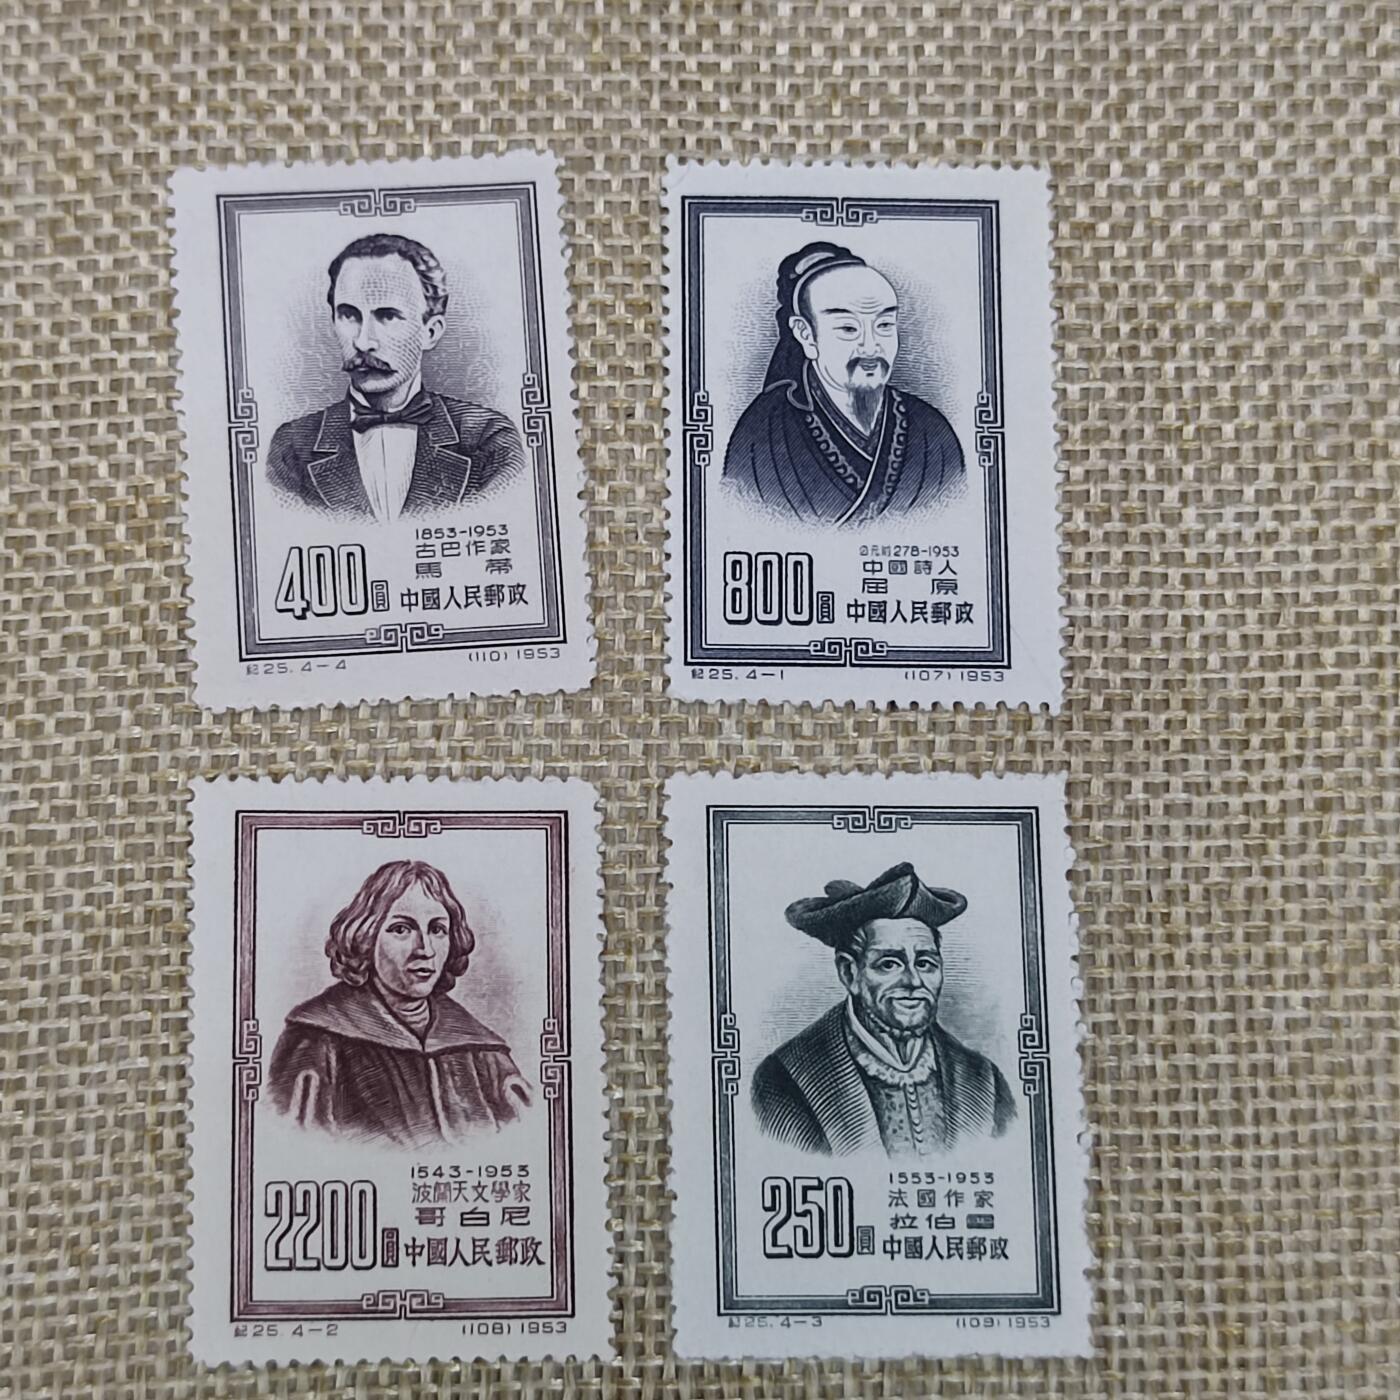 1853-1953
古巴作家
馬蒂
400圓 中國人民郵政
紀25.4-4 (110)1953
公元前278-1953
中國詩人
屈原
800圓 中國人民郵政
紀25.4-1 (107)1953
1543-1953
波蘭天文學家
哥白尼
2200圓 中國人民郵政
紀25.4-2 (108)1953
1553-1953
法國作家
拉伯雷
250圓 中國人民郵政
紀25.4-3 (109)1953